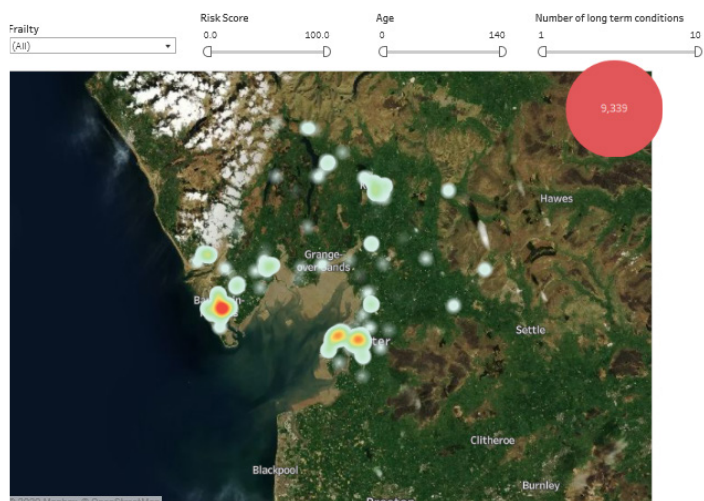 Frailty
(All)
Risk Score
0.0 100.0
Age
0 140
Number of long term conditions
1 10
9,339
Hawes
Grange-
over-Sands
Settle
Clitheroe
Blackpool
Burnley